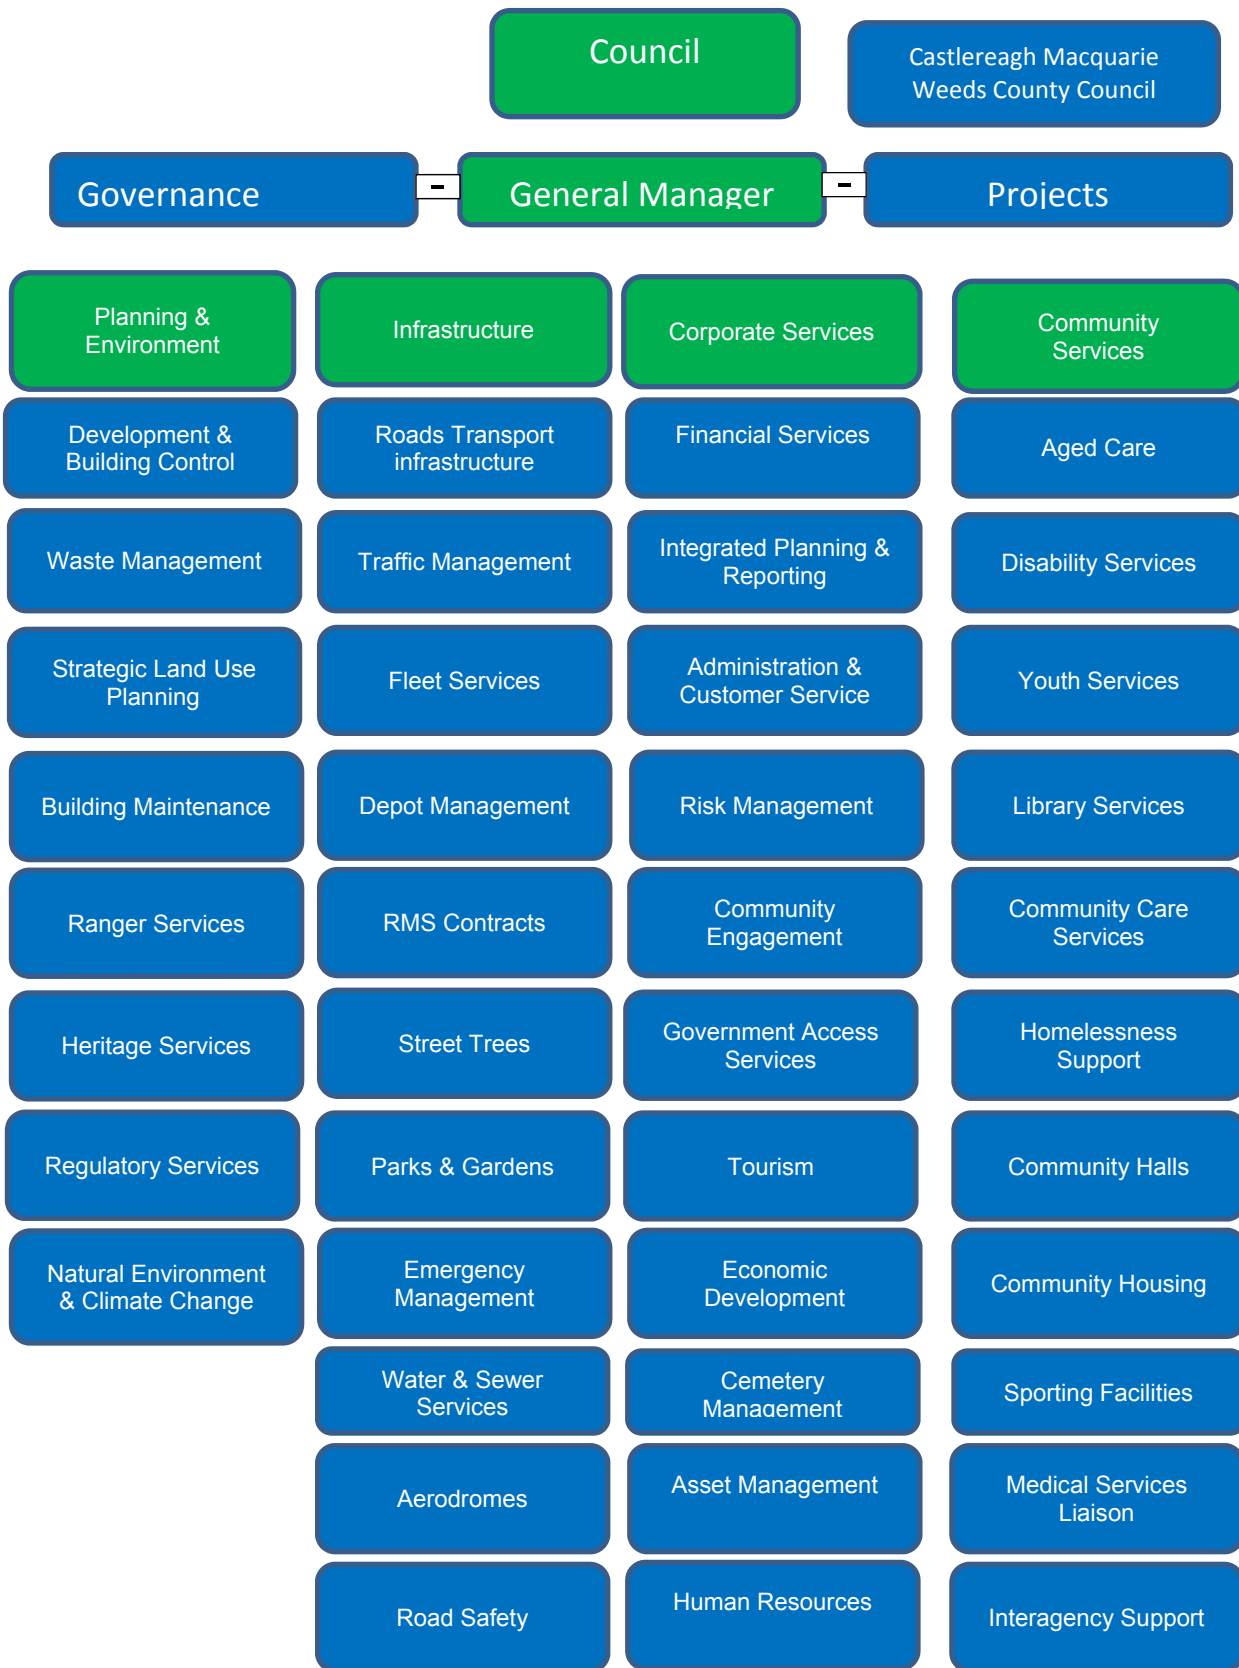 Council
Castlereagh Macquarie
Weeds County Council
Governance
-
General Manager
-
Projects
Planning &
Environment
Infrastructure
Corporate Services
Community
Services
Development &
Building Control
Roads Transport
infrastructure
Financial Services
Aged Care
Waste Management
Traffic Management
Integrated Planning &
Reporting
Disability Services
Strategic Land Use
Planning
Fleet Services
Administration &
Customer Service
Youth Services
Building Maintenance
Depot Management
Risk Management
Library Services
Ranger Services
RMS Contracts
Community
Engagement
Community Care
Services
Heritage Services
Street Trees
Government Access
Services
Homelessness
Support
Regulatory Services
Parks & Gardens
Tourism
Community Halls
Natural Environment
& Climate Change
Emergency
Management
Economic
Development
Community Housing
Water & Sewer
Services
Cemetery
Management
Sporting Facilities
Aerodromes
Asset Management
Medical Services
Liaison
Road Safety
Human Resources
Interagency Support